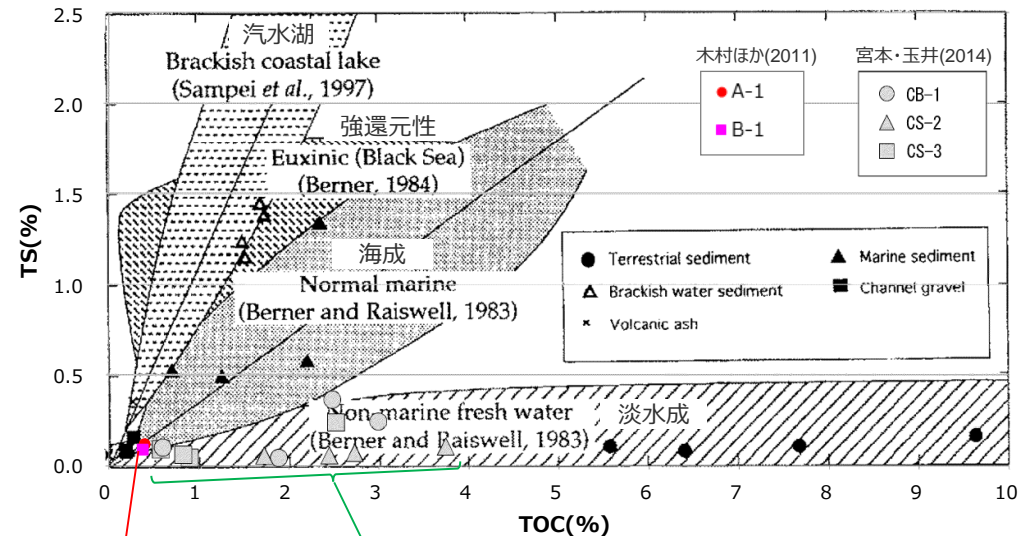 2.5
2.0
1.5
1.0
0.5
0.0
TS(%)
汽水湖
Brackish coastal lake
(Sampei et al., 1997)
強還元性
Euxinic (Black Sea)
(Berner, 1984)
海成
Normal marine
(Berner and Raiswell, 1983)
Non-marine fresh water
淡水成
(Berner and Raiswell, 1983)
木村ほか(2011)
A-1
B-1
宮本・玉井(2014)
CB-1
CS-2
CS-3
Terrestrial sediment
Marine sediment
Brackish water sediment
Channel gravel
Volcanic ash
0 1 2 3 4 5 6 7 8 9 10
TOC(%)